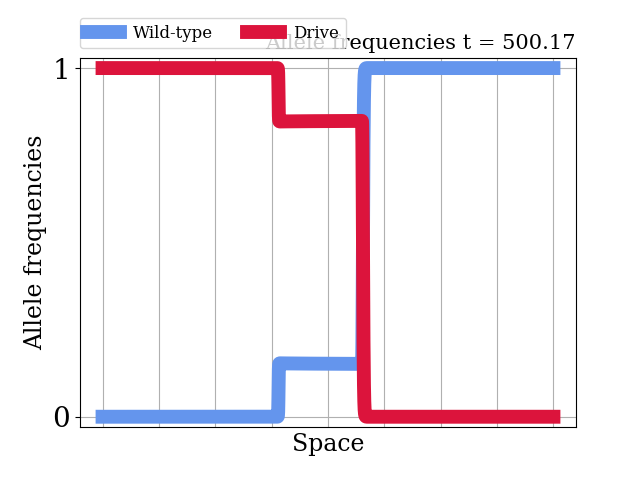 Allele frequencies t = 500.17
Wild-type
Drive
1
Allele frequencies
0
Space